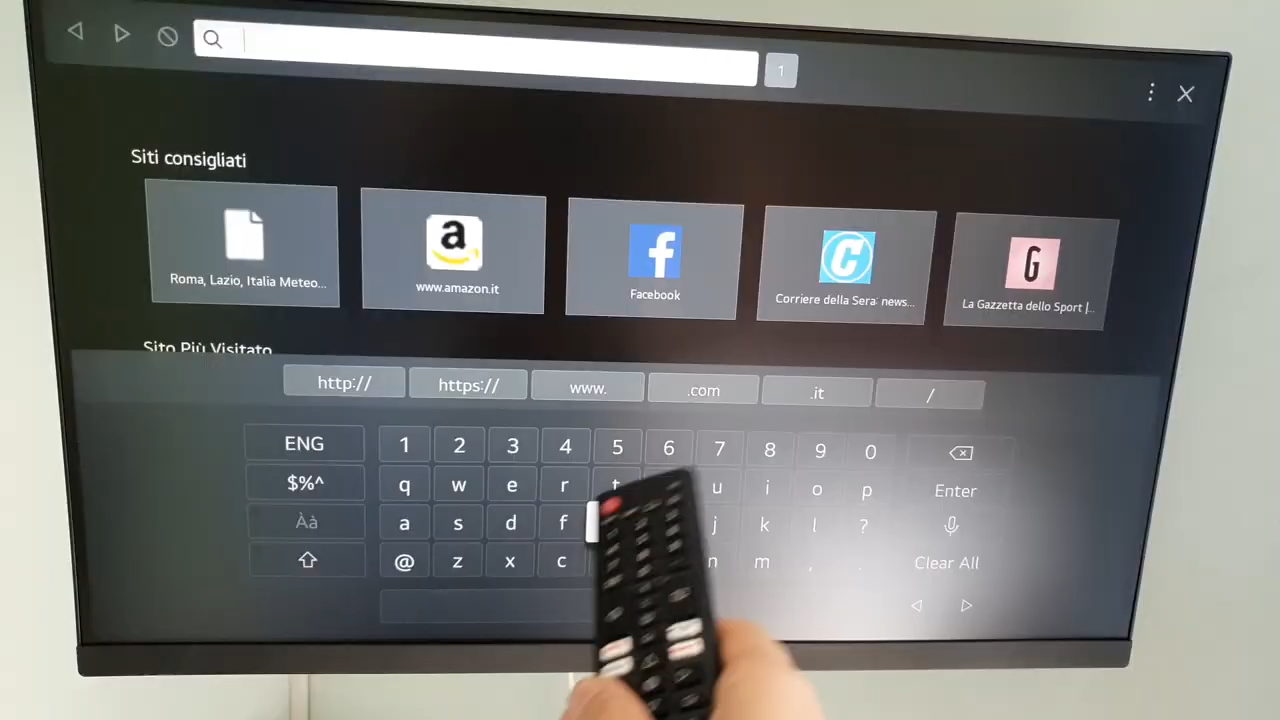 1
Siti consigliati
Roma, Lazio, Italia Meteo...
a
www.amazon.it
f
Facebook
C
Corriere della Sera: news...
G
La Gazzetta dello Sport |...
Sito Più Visitato
http:// https:// www. .com .it /
ENG 1 2 3 4 5 6 7 8 9 0
$%^ q w e r t u i o p Enter
Àà a s d f j k l ?
@ z x c n m , . Clear All